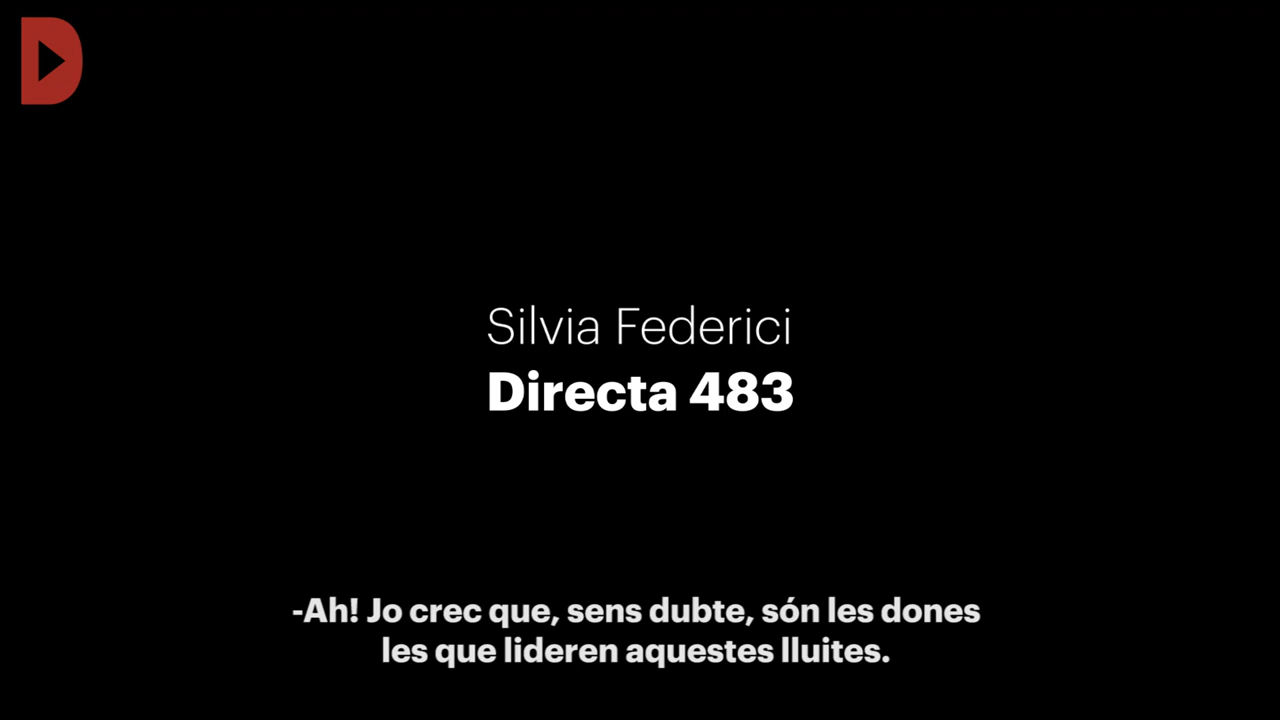 Silvia Federici
Directa 483
-Ah! Jo crec que, sens dubte, són les dones
les que lideren aquestes lluites.